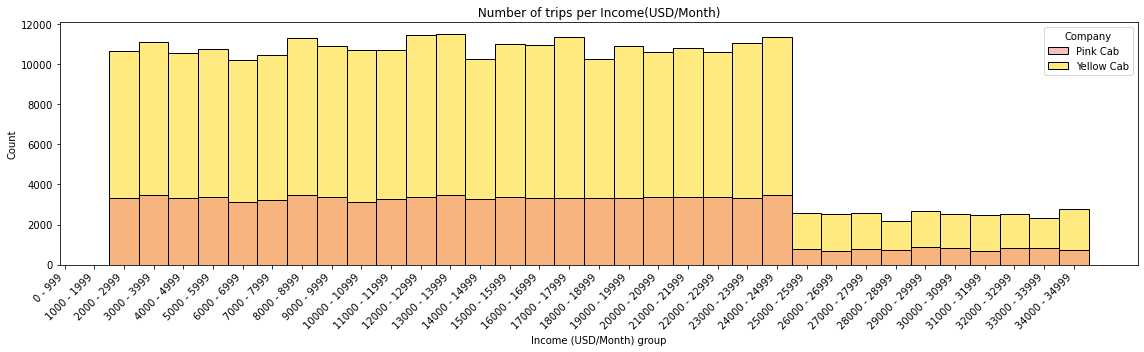 Number of trips per Income(USD/Month)
Company
Pink Cab
Yellow Cab
Count
12000
10000
8000
6000
4000
2000
0
0 - 999
1000 - 1999
2000 - 2999
3000 - 3999
4000 - 4999
5000 - 5999
6000 - 6999
7000 - 7999
8000 - 8999
9000 - 9999
10000 - 10999
11000 - 11999
12000 - 12999
13000 - 13999
14000 - 14999
15000 - 15999
16000 - 16999
17000 - 17999
18000 - 18999
19000 - 19999
20000 - 20999
21000 - 21999
22000 - 22999
23000 - 23999
24000 - 24999
25000 - 25999
26000 - 26999
27000 - 27999
28000 - 28999
29000 - 29999
30000 - 30999
31000 - 31999
32000 - 32999
33000 - 33999
34000 - 34999
Income (USD/Month) group